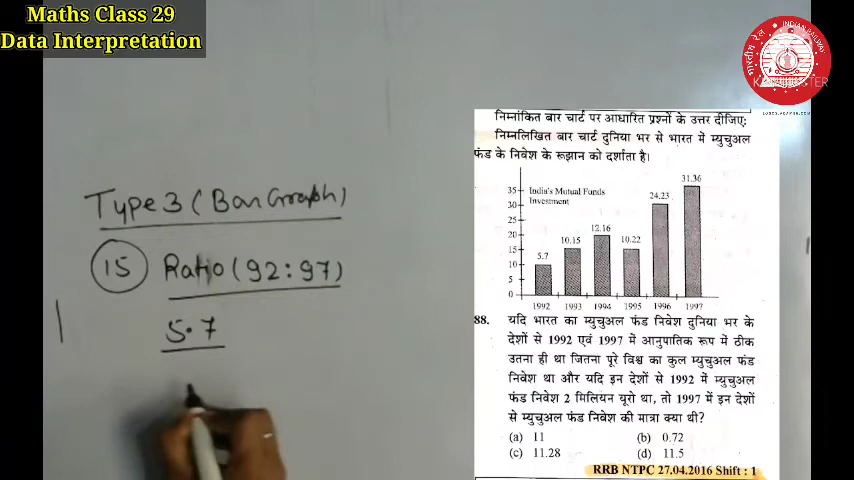 Maths Class 29
Data Interpretation
Type 3 (Bar Graph)
15 Ratio (92:97)
5.7
निम्नांकित बार चार्ट पर आधारित प्रश्नों के उत्तर दीजिए:
निम्नलिखित बार चार्ट दुनिया भर से भारत में म्युचुअल
फंड के निवेश के रूझान को दर्शाता है।
India's Mutual Funds
Investment
35
30
25
20
15
10
5
0
5.7 10.15 12.16 10.22 24.23 31.36
1992 1993 1994 1995 1996 1997
88. यदि भारत का म्युचुअल फंड निवेश दुनिया भर के
देशों से 1992 एवं 1997 में आनुपातिक रूप में ठीक
उतना ही था जितना पूरे विश्व का कुल म्युचुअल फंड
निवेश था और यदि इन देशों से 1992 में म्युचुअल
फंड निवेश 2 मिलियन यूरो था, तो 1997 में इन देशों
से म्युचुअल फंड निवेश की मात्रा क्या थी?
(a) 11 (b) 0.72
(c) 11.28 (d) 11.5
RRB NTPC 27.04.2016 Shift : 1
भारतीय रेल INDIAN RAILWAY